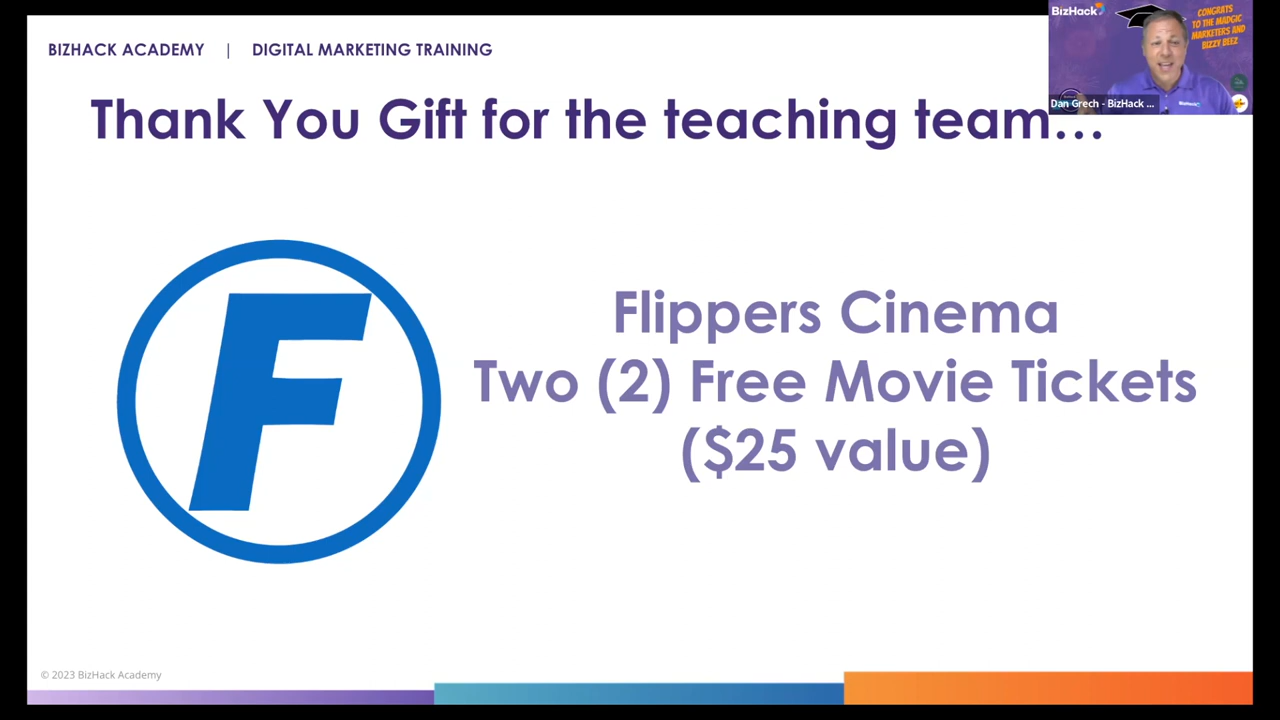 BIZHACK ACADEMY | DIGITAL MARKETING TRAINING
BizHack
CONGRATS
TO THE MADGIC
MARKETERS AND
BIZZY BEEZ
BizHack
Dan Grech - BizHack ...
Thank You Gift for the teaching team...
F
Flippers Cinema
Two (2) Free Movie Tickets
($25 value)
© 2023 BizHack Academy